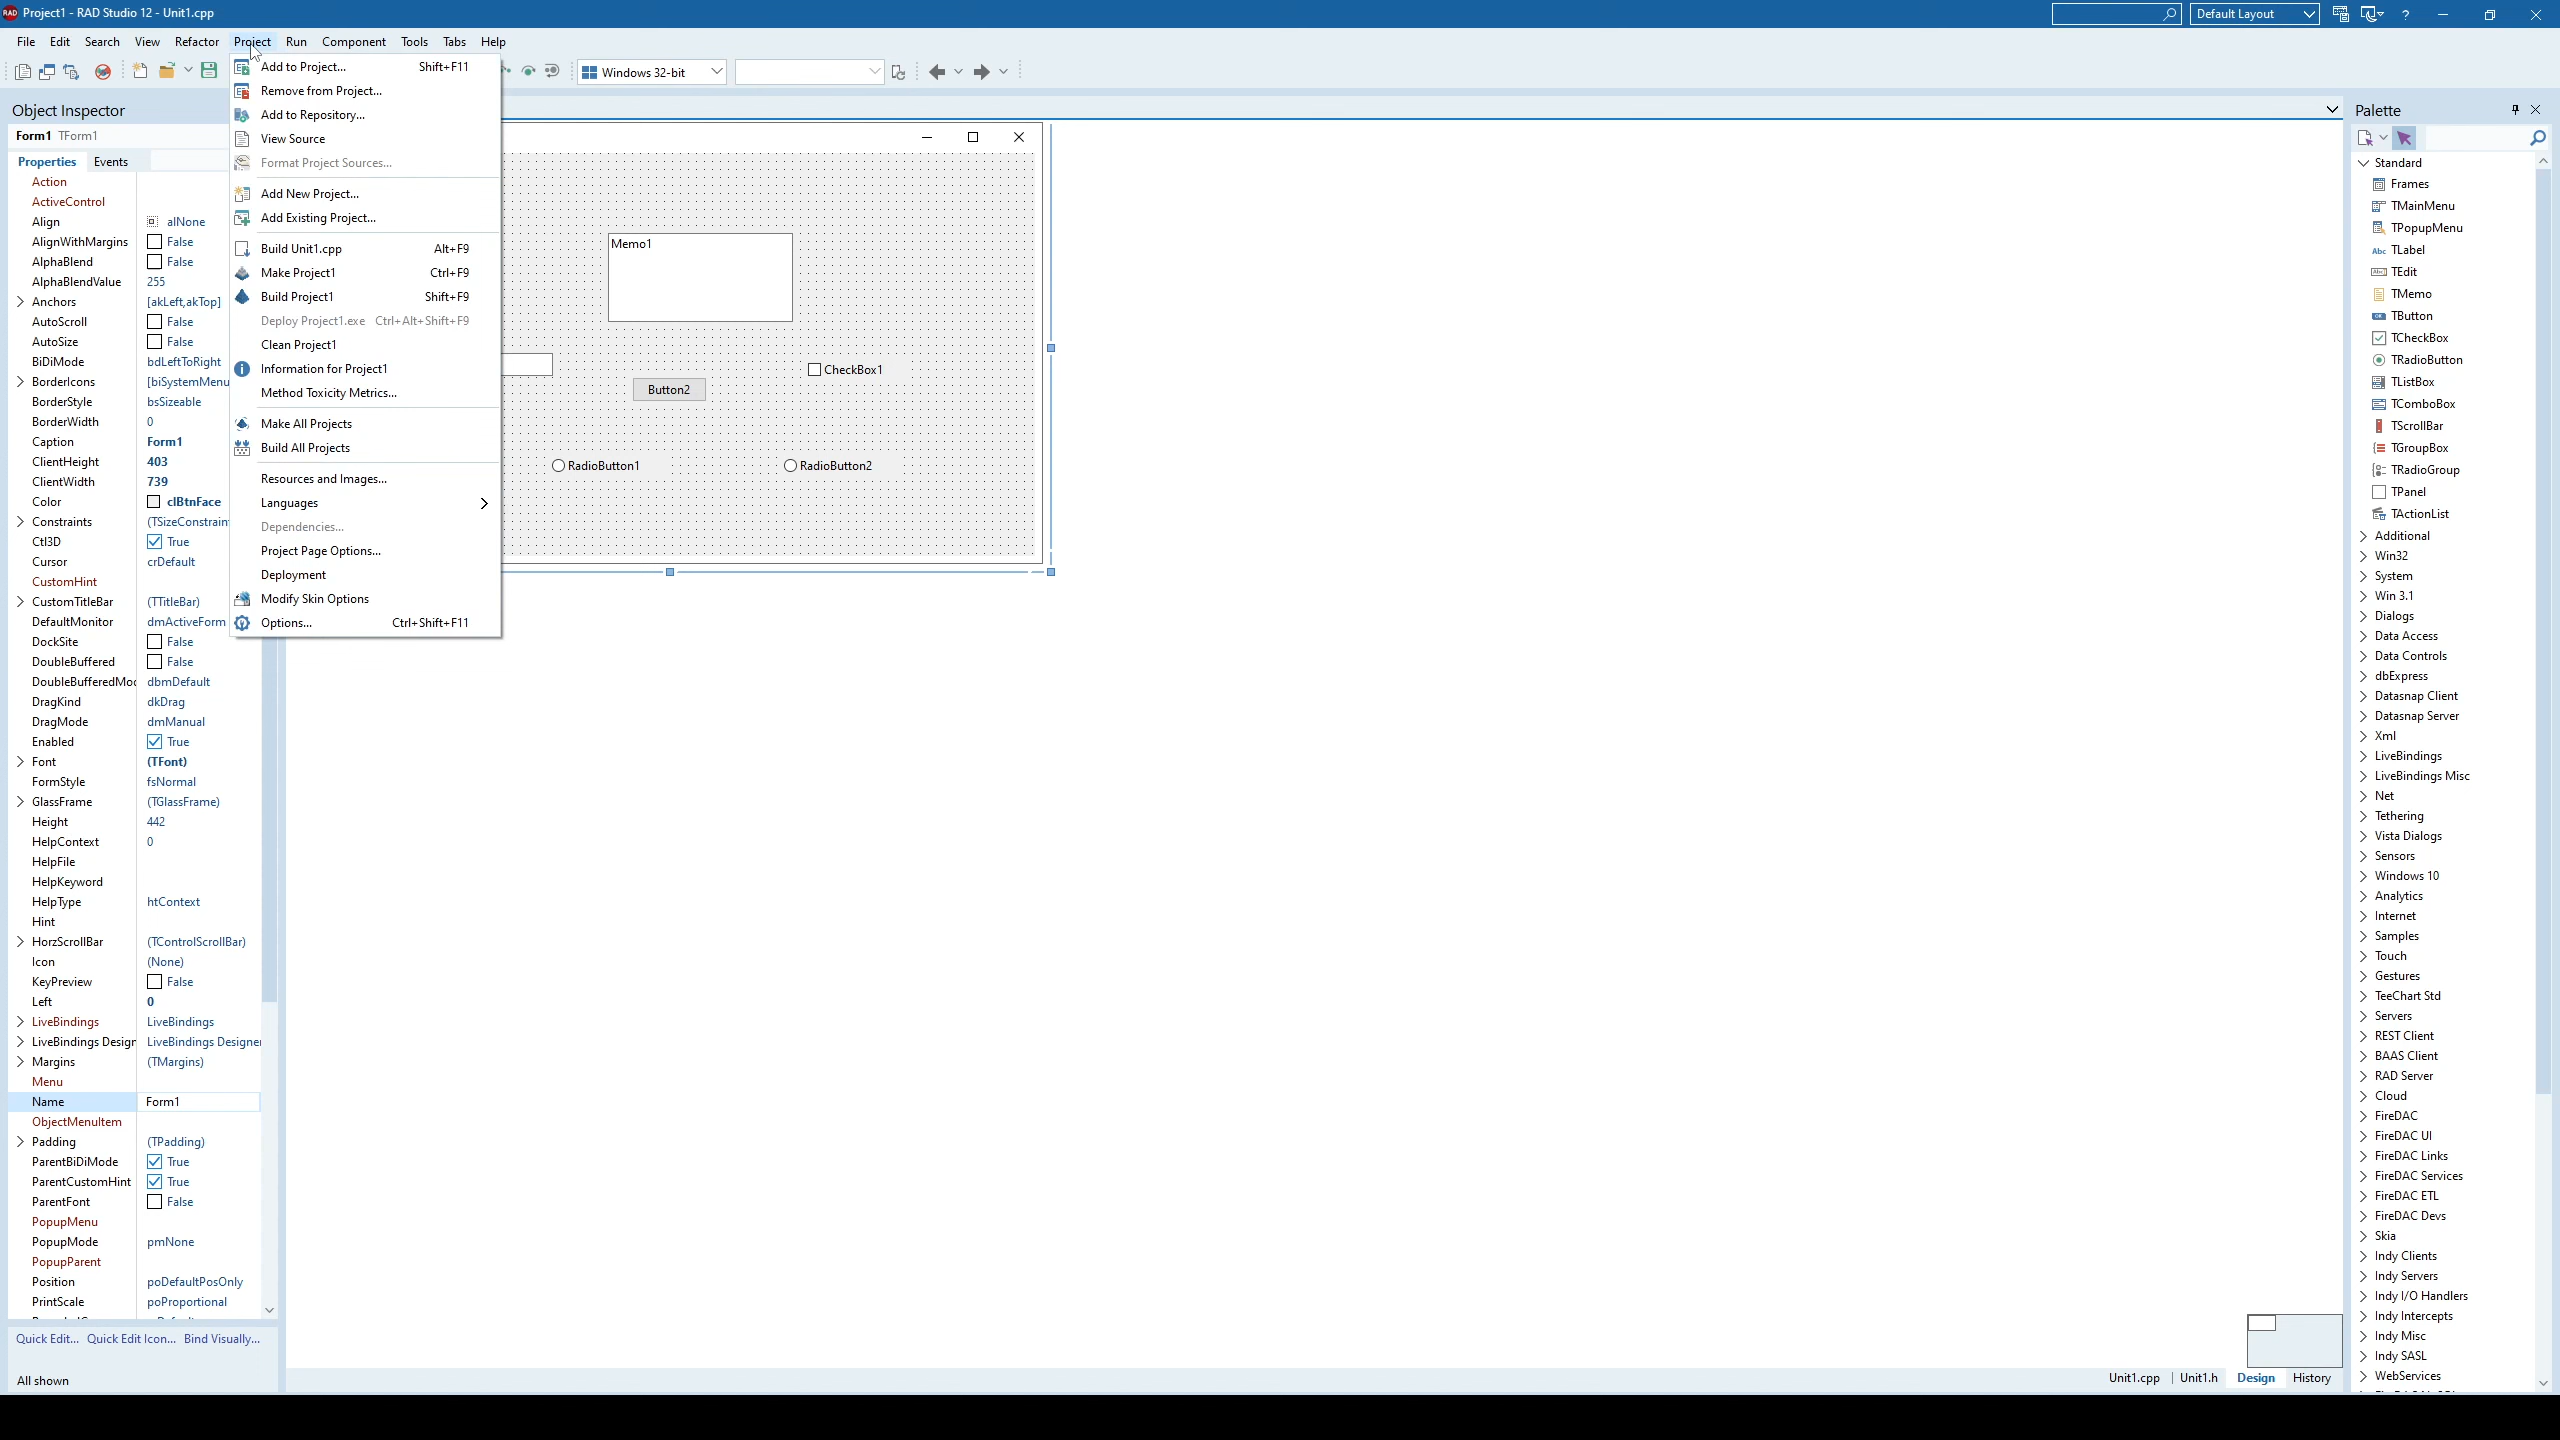 Project1 - RAD Studio 12 - Unit1.cpp
Default Layout
?
File Edit Search View Refactor Project Run Component Tools Tabs Help
Windows 32-bit
Add to Project... Shift+F11
Remove from Project...
Add to Repository...
View Source
Format Project Sources...
Add New Project...
Add Existing Project...
Build Unit1.cpp Alt+F9
Make Project1 Ctrl+F9
Build Project1 Shift+F9
Deploy Project1.exe Ctrl+Alt+Shift+F9
Clean Project1
Information for Project1
Method Toxicity Metrics...
Make All Projects
Build All Projects
Resources and Images...
Languages
Dependencies...
Project Page Options...
Deployment
Modify Skin Options
Options... Ctrl+Shift+F11
Object Inspector
Form1 TForm1
Properties Events
Action
ActiveControl
Align alNone
AlignWithMargins False
AlphaBlend False
AlphaBlendValue 255
Anchors [akLeft,akTop]
AutoScroll False
AutoSize False
BiDiMode bdLeftToRight
BorderIcons [biSystemMenu
BorderStyle bsSizeable
BorderWidth 0
Caption Form1
ClientHeight 403
ClientWidth 739
Color clBtnFace
Constraints (TSizeConstrain
Ctl3D True
Cursor crDefault
CustomHint
CustomTitleBar (TTitleBar)
DefaultMonitor dmActiveForm
DockSite False
DoubleBuffered False
DoubleBufferedMod dbmDefault
DragKind dkDrag
DragMode dmManual
Enabled True
Font (TFont)
FormStyle fsNormal
GlassFrame (TGlassFrame)
Height 442
HelpContext 0
HelpFile
HelpKeyword
HelpType htContext
Hint
HorzScrollBar (TControlScrollBar)
Icon (None)
KeyPreview False
Left 0
LiveBindings LiveBindings
LiveBindings Design LiveBindings Designe
Margins (TMargins)
Menu
Name Form1
ObjectMenuItem
Padding (TPadding)
ParentBiDiMode True
ParentCustomHint True
ParentFont False
PopupMenu
PopupMode pmNone
PopupParent
Position poDefaultPosOnly
PrintScale poProportional
Quick Edit... Quick Edit Icon... Bind Visually...
All shown
Memo1
CheckBox1
Button2
RadioButton1 RadioButton2
Unit1.cpp Unit1.h Design History
Palette
Standard
Frames
TMainMenu
TPopupMenu
Abc TLabel
TEdit
TMemo
TButton
TCheckBox
TRadioButton
TListBox
TComboBox
TScrollBar
TGroupBox
TRadioGroup
TPanel
TActionList
Additional
Win32
System
Win 3.1
Dialogs
Data Access
Data Controls
dbExpress
Datasnap Client
Datasnap Server
Xml
LiveBindings
LiveBindings Misc
Net
Tethering
Vista Dialogs
Sensors
Windows 10
Analytics
Internet
Samples
Touch
Gestures
TeeChart Std
Servers
REST Client
BAAS Client
RAD Server
Cloud
FireDAC
FireDAC UI
FireDAC Links
FireDAC Services
FireDAC ETL
FireDAC Devs
Skia
Indy Clients
Indy Servers
Indy I/O Handlers
Indy Intercepts
Indy Misc
Indy SASL
WebServices